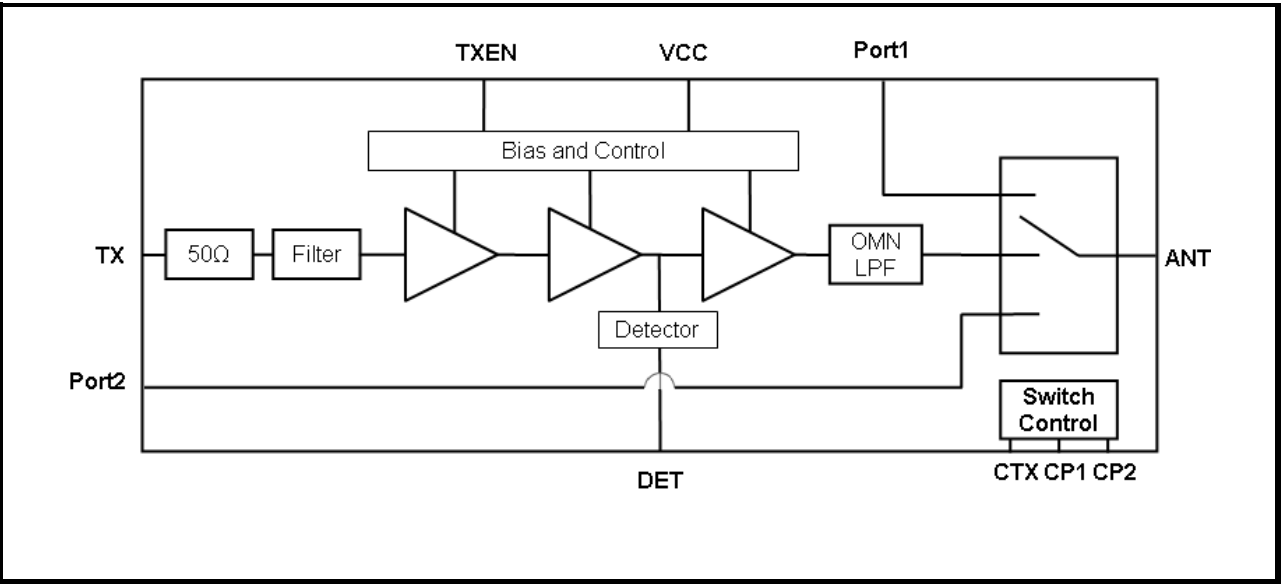 TXEN VCC Port1
Bias and Control
TX 50Ω Filter OMN
LPF
ANT
Detector
Port2
Switch
Control
CTX CP1 CP2
DET